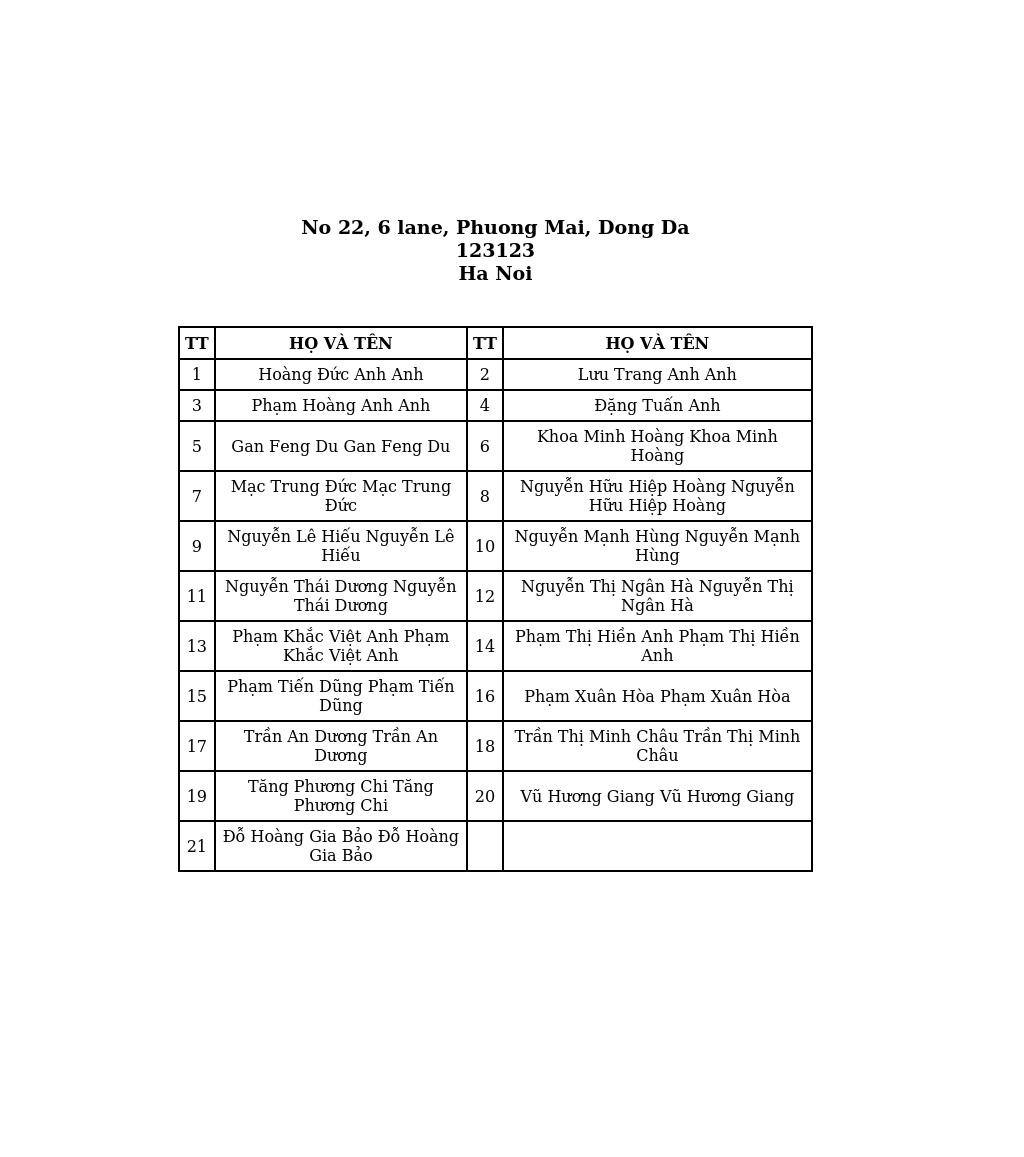 No 22, 6 lane, Phuong Mai, Dong Da
123123
Ha Noi
TT HỌ VÀ TÊN TT HỌ VÀ TÊN
1 Hoàng Đức Anh Anh 2 Lưu Trang Anh Anh
3 Phạm Hoàng Anh Anh 4 Đặng Tuấn Anh
5 Gan Feng Du Gan Feng Du 6 Khoa Minh Hoàng Khoa Minh
Hoàng
7 Mạc Trung Đức Mạc Trung
Đức
8 Nguyễn Hữu Hiệp Hoàng Nguyễn
Hữu Hiệp Hoàng
9 Nguyễn Lê Hiếu Nguyễn Lê
Hiếu
10 Nguyễn Mạnh Hùng Nguyễn Mạnh
Hùng
11 Nguyễn Thái Dương Nguyễn
Thái Dương
12 Nguyễn Thị Ngân Hà Nguyễn Thị
Ngân Hà
13 Phạm Khắc Việt Anh Phạm
Khắc Việt Anh
14 Phạm Thị Hiền Anh Phạm Thị Hiền
Anh
15 Phạm Tiến Dũng Phạm Tiến
Dũng
16 Phạm Xuân Hòa Phạm Xuân Hòa
17 Trần An Dương Trần An
Dương
18 Trần Thị Minh Châu Trần Thị Minh
Châu
19 Tăng Phương Chi Tăng
Phương Chi
20 Vũ Hương Giang Vũ Hương Giang
21 Đỗ Hoàng Gia Bảo Đỗ Hoàng
Gia Bảo